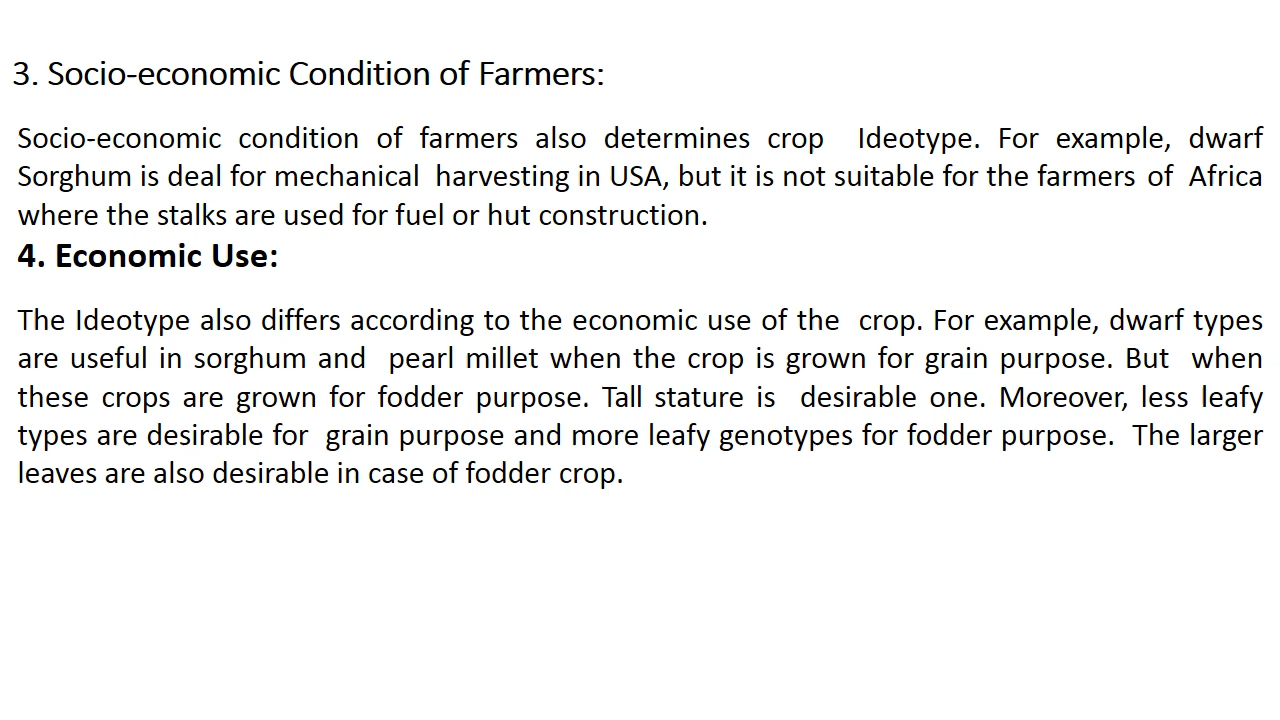 3. Socio-economic Condition of Farmers:
Socio-economic condition of farmers also determines crop Ideotype. For example, dwarf
Sorghum is deal for mechanical harvesting in USA, but it is not suitable for the farmers of Africa
where the stalks are used for fuel or hut construction.
4. Economic Use:
The Ideotype also differs according to the economic use of the crop. For example, dwarf types
are useful in sorghum and pearl millet when the crop is grown for grain purpose. But when
these crops are grown for fodder purpose. Tall stature is desirable one. Moreover, less leafy
types are desirable for grain purpose and more leafy genotypes for fodder purpose. The larger
leaves are also desirable in case of fodder crop.